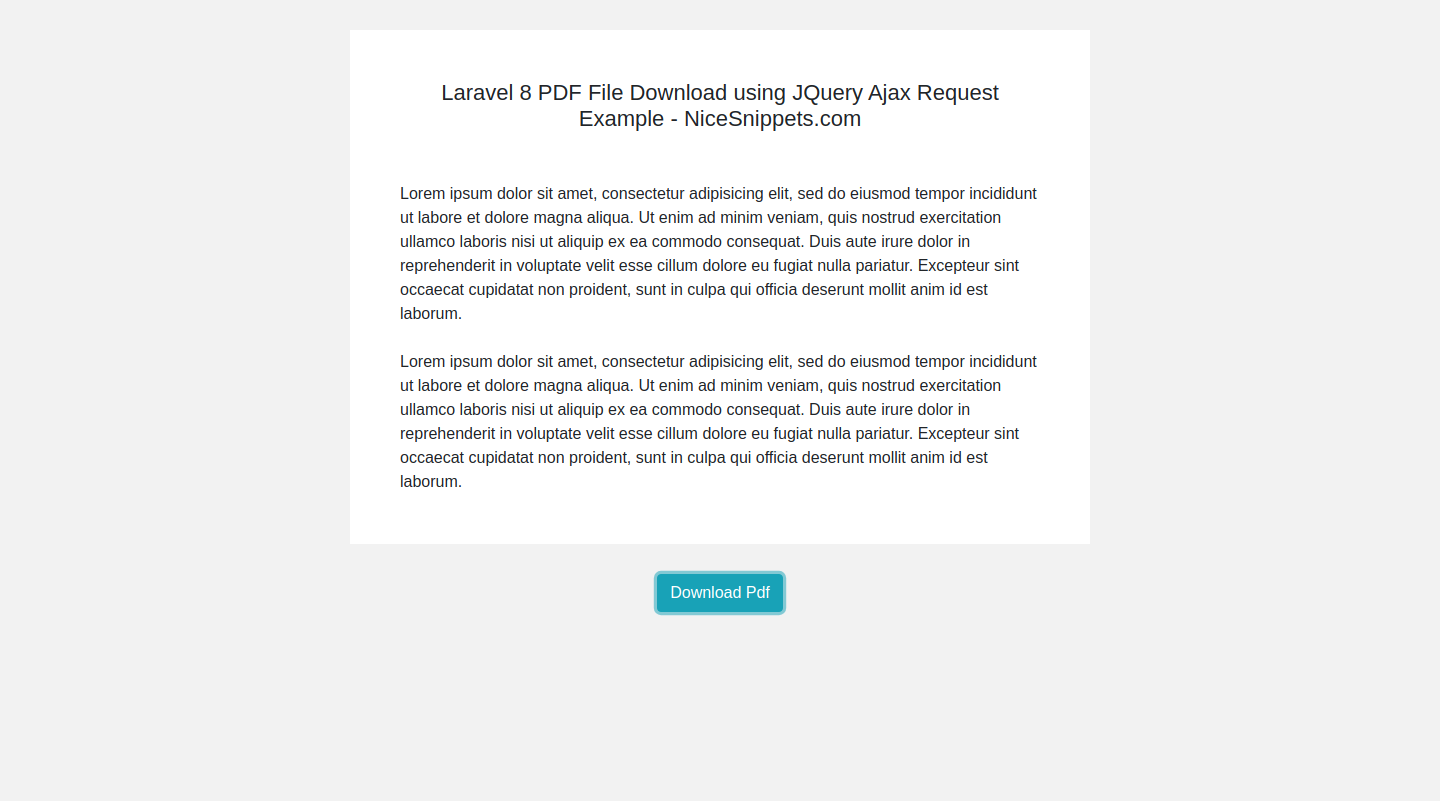 Laravel 8 PDF File Download using JQuery Ajax Request
Example - NiceSnippets.com
Lorem ipsum dolor sit amet, consectetur adipisicing elit, sed do eiusmod tempor incididunt
ut labore et dolore magna aliqua. Ut enim ad minim veniam, quis nostrud exercitation
ullamco laboris nisi ut aliquip ex ea commodo consequat. Duis aute irure dolor in
reprehenderit in voluptate velit esse cillum dolore eu fugiat nulla pariatur. Excepteur sint
occaecat cupidatat non proident, sunt in culpa qui officia deserunt mollit anim id est
laborum.
Lorem ipsum dolor sit amet, consectetur adipisicing elit, sed do eiusmod tempor incididunt
ut labore et dolore magna aliqua. Ut enim ad minim veniam, quis nostrud exercitation
ullamco laboris nisi ut aliquip ex ea commodo consequat. Duis aute irure dolor in
reprehenderit in voluptate velit esse cillum dolore eu fugiat nulla pariatur. Excepteur sint
occaecat cupidatat non proident, sunt in culpa qui officia deserunt mollit anim id est
laborum.
Download Pdf